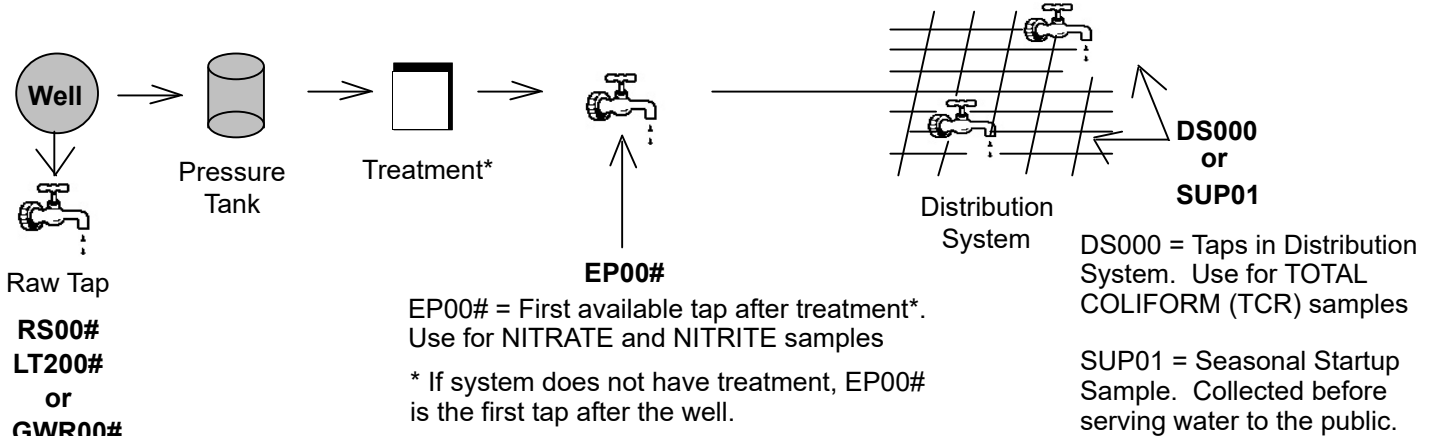 Well
Pressure
Tank
Treatment*
Raw Tap
RS00#
LT200#
or
GWR00#
EP00#
EP00# = First available tap after treatment*.
Use for NITRATE and NITRITE samples
* If system does not have treatment, EP00#
is the first tap after the well.
Distribution
System
DS000
or
SUP01
DS000 = Taps in Distribution
System. Use for TOTAL
COLIFORM (TCR) samples
SUP01 = Seasonal Startup
Sample. Collected before
serving water to the public.